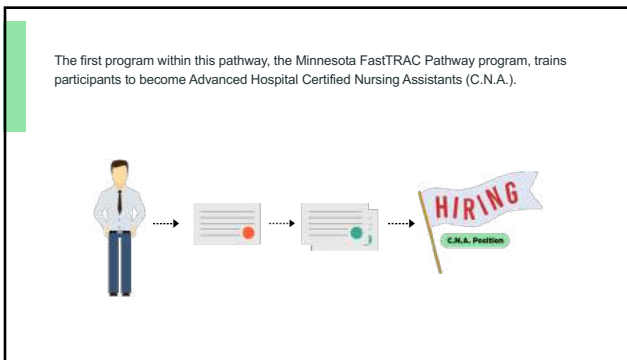 The first program within this pathway, the Minnesota FastTRAC Pathway program, trains
participants to become Advanced Hospital Certified Nursing Assistants (C.N.A.).
HIRING
C.N.A. Position